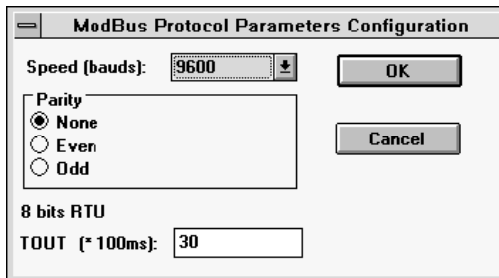 ModBus Protocol Parameters Configuration
Speed (bauds): 9600
OK
Parity
None
Even
Odd
Cancel
8 bits RTU
TOUT (* 100ms): 30